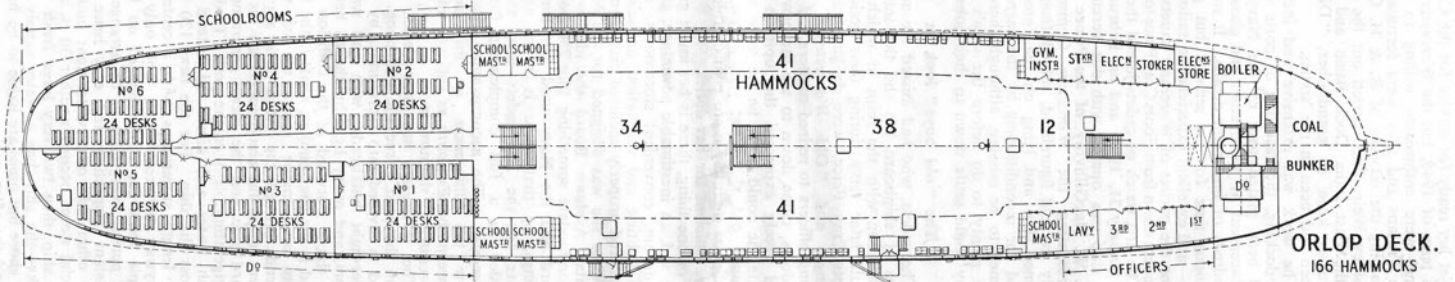 SCHOOLROOMS
Nº 6
24 DESKS
Nº 4
24 DESKS
Nº 2
24 DESKS
SCHOOL
MASTR
SCHOOL
MASTR
41
HAMMOCKS
34
38
12
41
GYM.
INSTR
STKR
ELECN
STOKER
ELECNS
STORE
BOILER
COAL
BUNKER
Dº
Nº 5
24 DESKS
Nº 3
24 DESKS
Nº 1
24 DESKS
SCHOOL
MASTR
SCHOOL
MASTR
SCHOOL
MASTR
LAVY
3RD
2ND
1ST
Dº
OFFICERS
ORLOP DECK.
166 HAMMOCKS